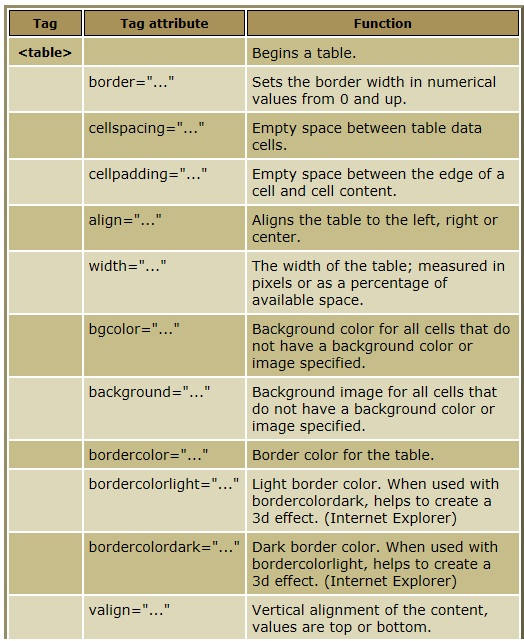 Tag Tag attribute Function
<table> Begins a table.
border="..." Sets the border width in numerical
values from 0 and up.
cellspacing="..." Empty space between table data
cells.
cellpadding="..." Empty space between the edge of a
cell and cell content.
align="..." Aligns the table to the left, right or
center.
width="..." The width of the table; measured in
pixels or as a percentage of
available space.
bgcolor="..." Background color for all cells that do
not have a background color or
image specified.
background="..." Background image for all cells that
do not have a background color or
image specified.
bordercolor="..." Border color for the table.
bordercolorlight="..." Light border color. When used with
bordercolordark, helps to create a
3d effect. (Internet Explorer)
bordercolordark="..." Dark border color. When used with
bordercolorlight, helps to create a
3d effect. (Internet Explorer)
valign="..." Vertical alignment of the content,
values are top or bottom.